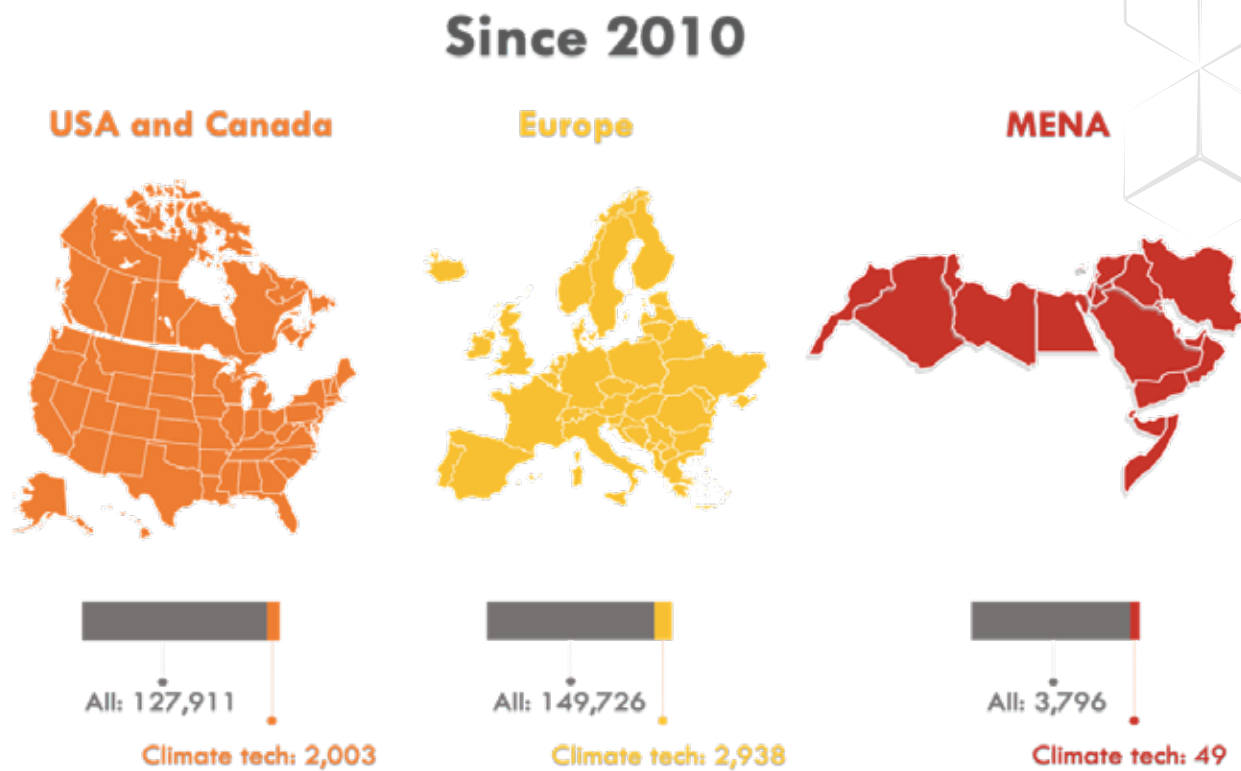 Since 2010
USA and Canada
Europe
MENA
All: 127,911
All: 149,726
All: 3,796
Climate tech: 2,003
Climate tech: 2,938
Climate tech: 49